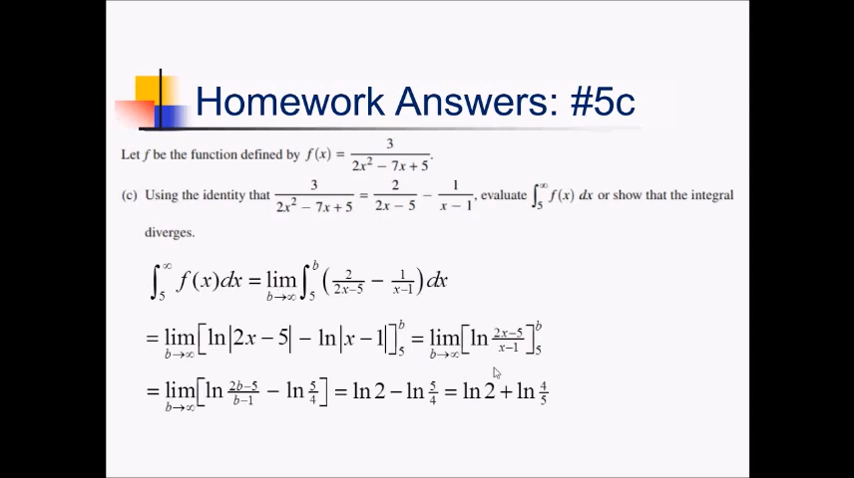 Homework Answers: #5c
Let f be the function defined by f(x) = 3/(2x² − 7x + 5).
(c) Using the identity that 3/(2x² − 7x + 5) = 2/(2x − 5) − 1/(x − 1), evaluate ∫₅^∞ f(x) dx or show that the integral
diverges.
∫₅^∞ f(x)dx = lim_{b→∞} ∫₅^b (2/(2x−5) − 1/(x−1)) dx
= lim_{b→∞} [ln|2x − 5| − ln|x − 1|]₅^b = lim_{b→∞} [ln (2x−5)/(x−1)]₅^b
= lim_{b→∞} [ln (2b−5)/(b−1) − ln 5/4] = ln 2 − ln 5/4 = ln 2 + ln 4/5